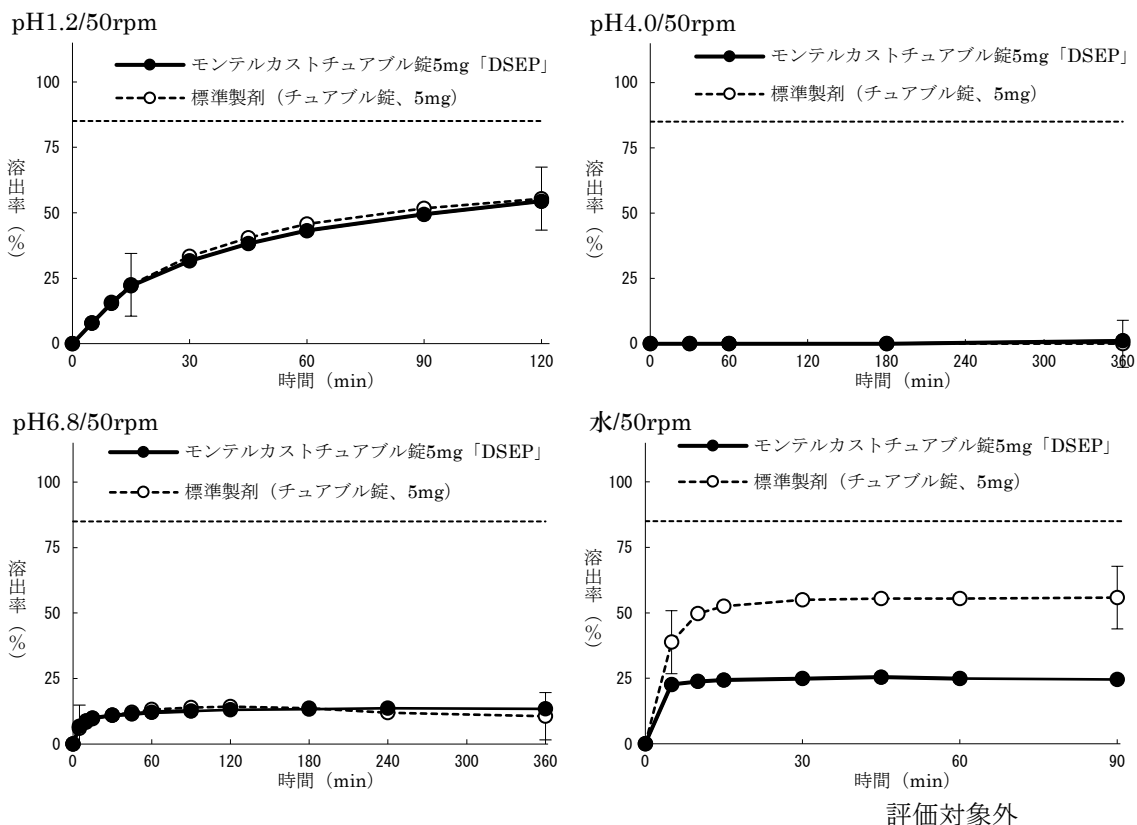 pH1.2/50rpm
モンテルカストチュアブル錠5mg「DSEP」
標準製剤（チュアブル錠、5mg）
溶出率（%）
100
75
50
25
0
0 30 60 90 120
時間（min）
pH4.0/50rpm
モンテルカストチュアブル錠5mg「DSEP」
標準製剤（チュアブル錠、5mg）
溶出率（%）
100
75
50
25
0
0 60 120 180 240 300 360
時間（min）
pH6.8/50rpm
モンテルカストチュアブル錠5mg「DSEP」
標準製剤（チュアブル錠、5mg）
溶出率（%）
100
75
50
25
0
0 60 120 180 240 300 360
時間（min）
水/50rpm
モンテルカストチュアブル錠5mg「DSEP」
標準製剤（チュアブル錠、5mg）
溶出率（%）
100
75
50
25
0
0 30 60 90
時間（min）
評価対象外